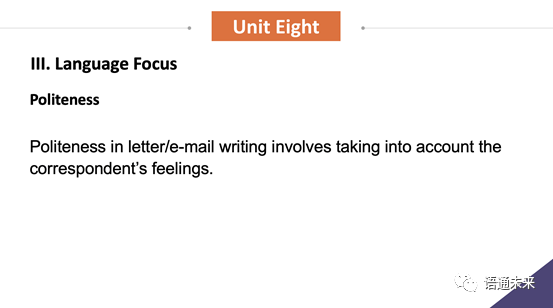 Unit Eight
III. Language Focus
Politeness
Politeness in letter/e-mail writing involves taking into account the
correspondent's feelings.
语通未来